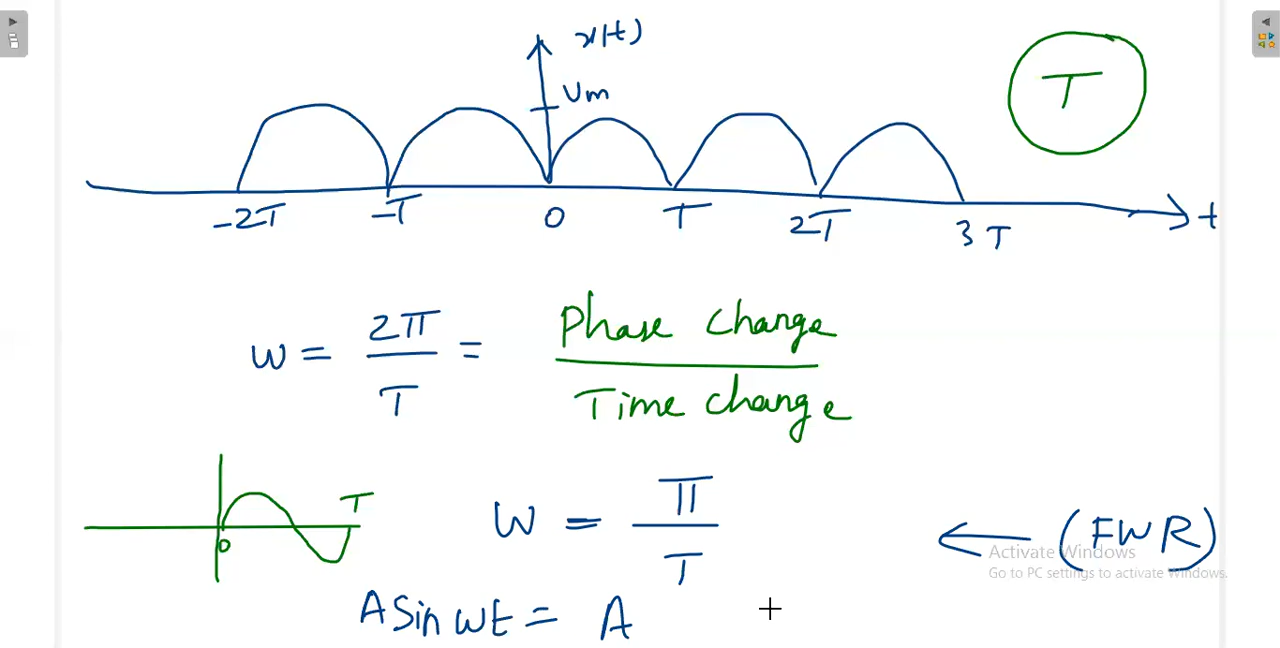 x(t)
T
Vm
-2T -T 0 T 2T 3T t
w = 2π/T = Phase change / Time change
T
0
w = π/T ← (FWR)
Activate Windows
Go to PC settings to activate Windows.
A Sin wt = A